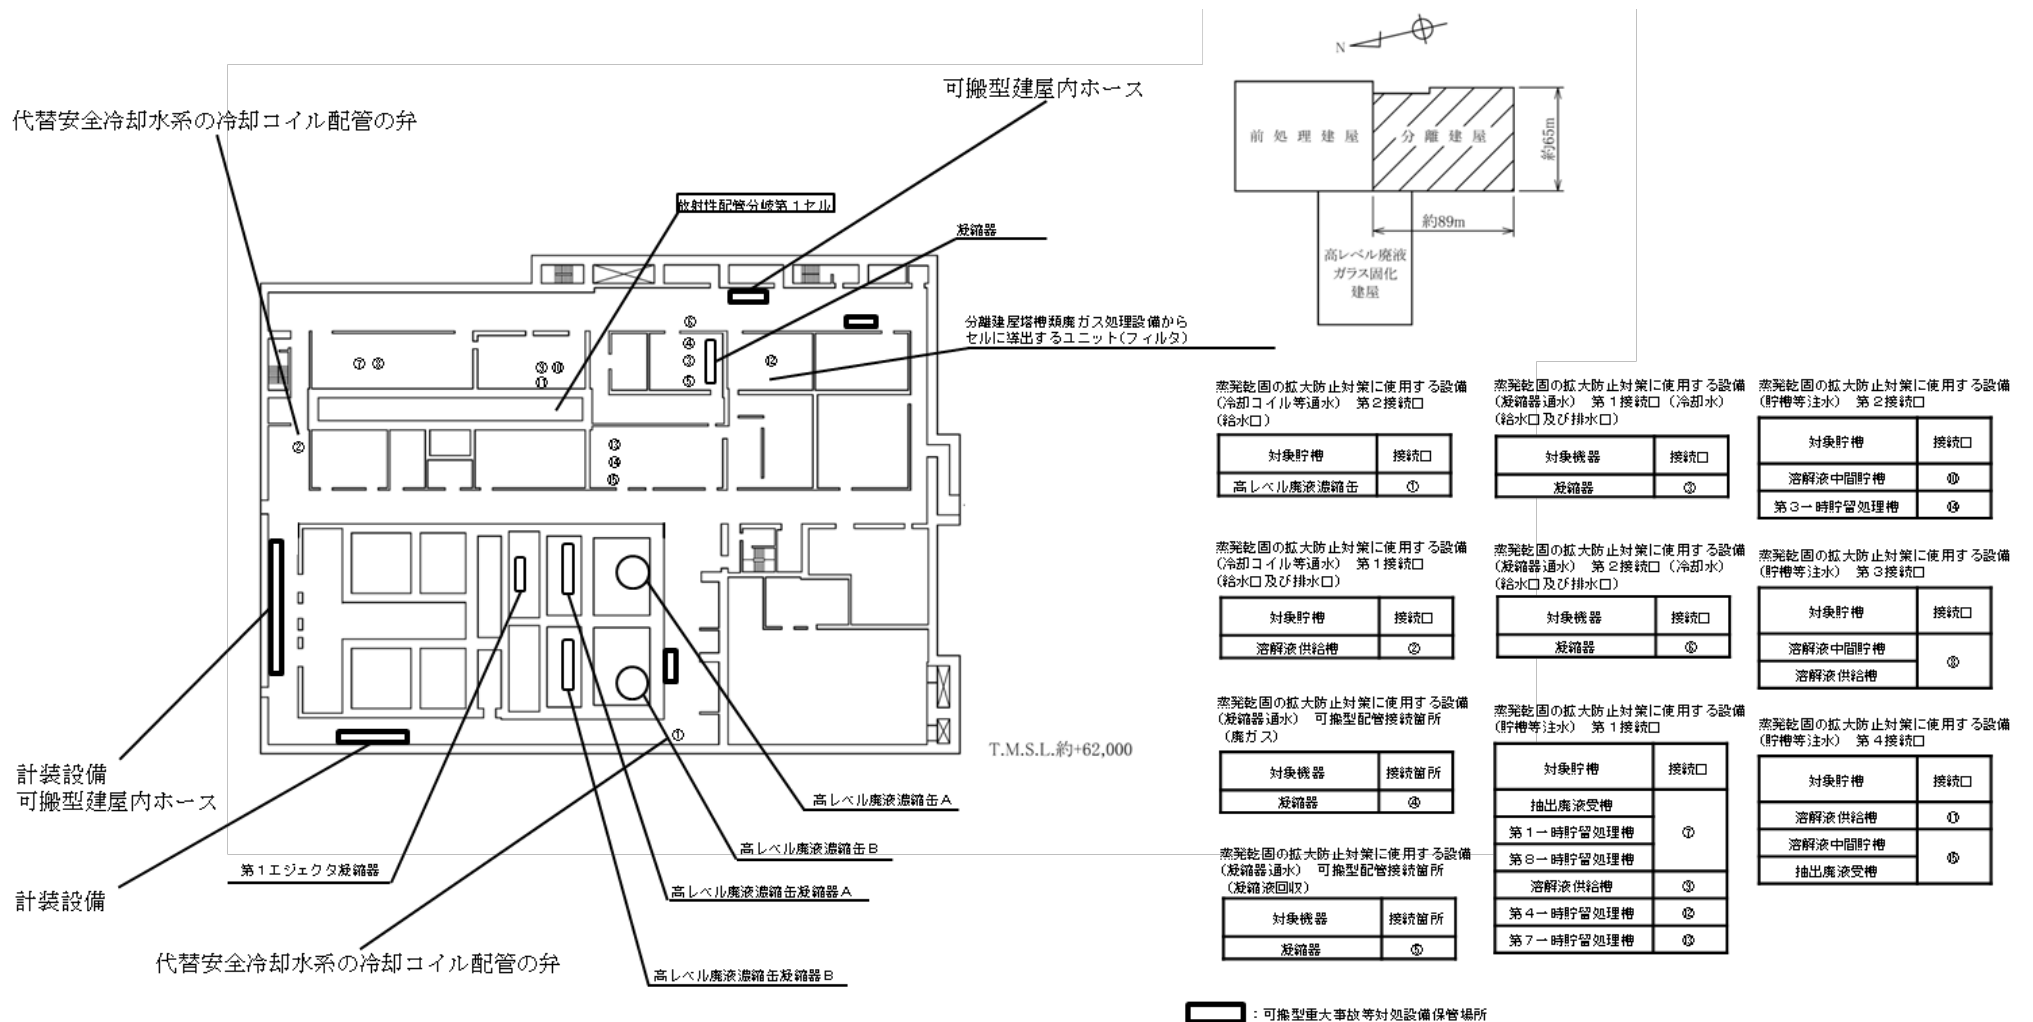 可搬型建屋内ホース
代替安全冷却水系の冷却コイル配管の弁
放射性配管分岐第１セル
凝縮器
分離建屋塔槽類廃ガス処理設備から
セルに導出するユニット(フィルタ)
⑥
④
③
⑤
⑫
⑦ ⑧
⑨ ⑩
⑪
②
⑬
⑭
⑮
①
T.M.S.L.約+62,000
計装設備
可搬型建屋内ホース
計装設備
第１エジェクタ凝縮器
代替安全冷却水系の冷却コイル配管の弁
高レベル廃液濃縮缶Ａ
高レベル廃液濃縮缶Ｂ
高レベル廃液濃縮缶凝縮器Ａ
高レベル廃液濃縮缶凝縮器Ｂ
N
前処理建屋
分離建屋
約65m
約89m
高レベル廃液
ガラス固化
建屋
蒸発乾固の拡大防止対策に使用する設備
(冷却コイル等通水)　第２接続口
(給水口)
対象貯槽 接続口
高レベル廃液濃縮缶 ①
蒸発乾固の拡大防止対策に使用する設備
(冷却コイル等通水)　第１接続口
(給水口及び排水口)
対象貯槽 接続口
溶解液供給槽 ②
蒸発乾固の拡大防止対策に使用する設備
(凝縮器通水)　可搬型配管接続箇所
（廃ガス）
対象機器 接続箇所
凝縮器 ④
蒸発乾固の拡大防止対策に使用する設備
(凝縮器通水)　可搬型配管接続箇所
（凝縮液回収）
対象機器 接続箇所
凝縮器 ⑤
蒸発乾固の拡大防止対策に使用する設備
(凝縮器通水)　第１接続口（冷却水）
(給水口及び排水口)
対象機器 接続口
凝縮器 ③
蒸発乾固の拡大防止対策に使用する設備
(凝縮器通水)　第２接続口（冷却水）
(給水口及び排水口)
対象機器 接続口
凝縮器 ⑥
蒸発乾固の拡大防止対策に使用する設備
(貯槽等注水)　第１接続口
対象貯槽 接続口
抽出廃液受槽
第１一時貯留処理槽 ⑦
第８一時貯留処理槽
溶解液供給槽 ⑨
第４一時貯留処理槽 ⑫
第７一時貯留処理槽 ⑬
蒸発乾固の拡大防止対策に使用する設備
(貯槽等注水)　第２接続口
対象貯槽 接続口
溶解液中間貯槽 ⑩
第３一時貯留処理槽 ⑭
蒸発乾固の拡大防止対策に使用する設備
(貯槽等注水)　第３接続口
対象貯槽 接続口
溶解液中間貯槽 ⑧
溶解液供給槽
蒸発乾固の拡大防止対策に使用する設備
(貯槽等注水)　第４接続口
対象貯槽 接続口
溶解液供給槽 ⑪
溶解液中間貯槽 ⑮
抽出廃液受槽
：可搬型重大事故等対処設備保管場所